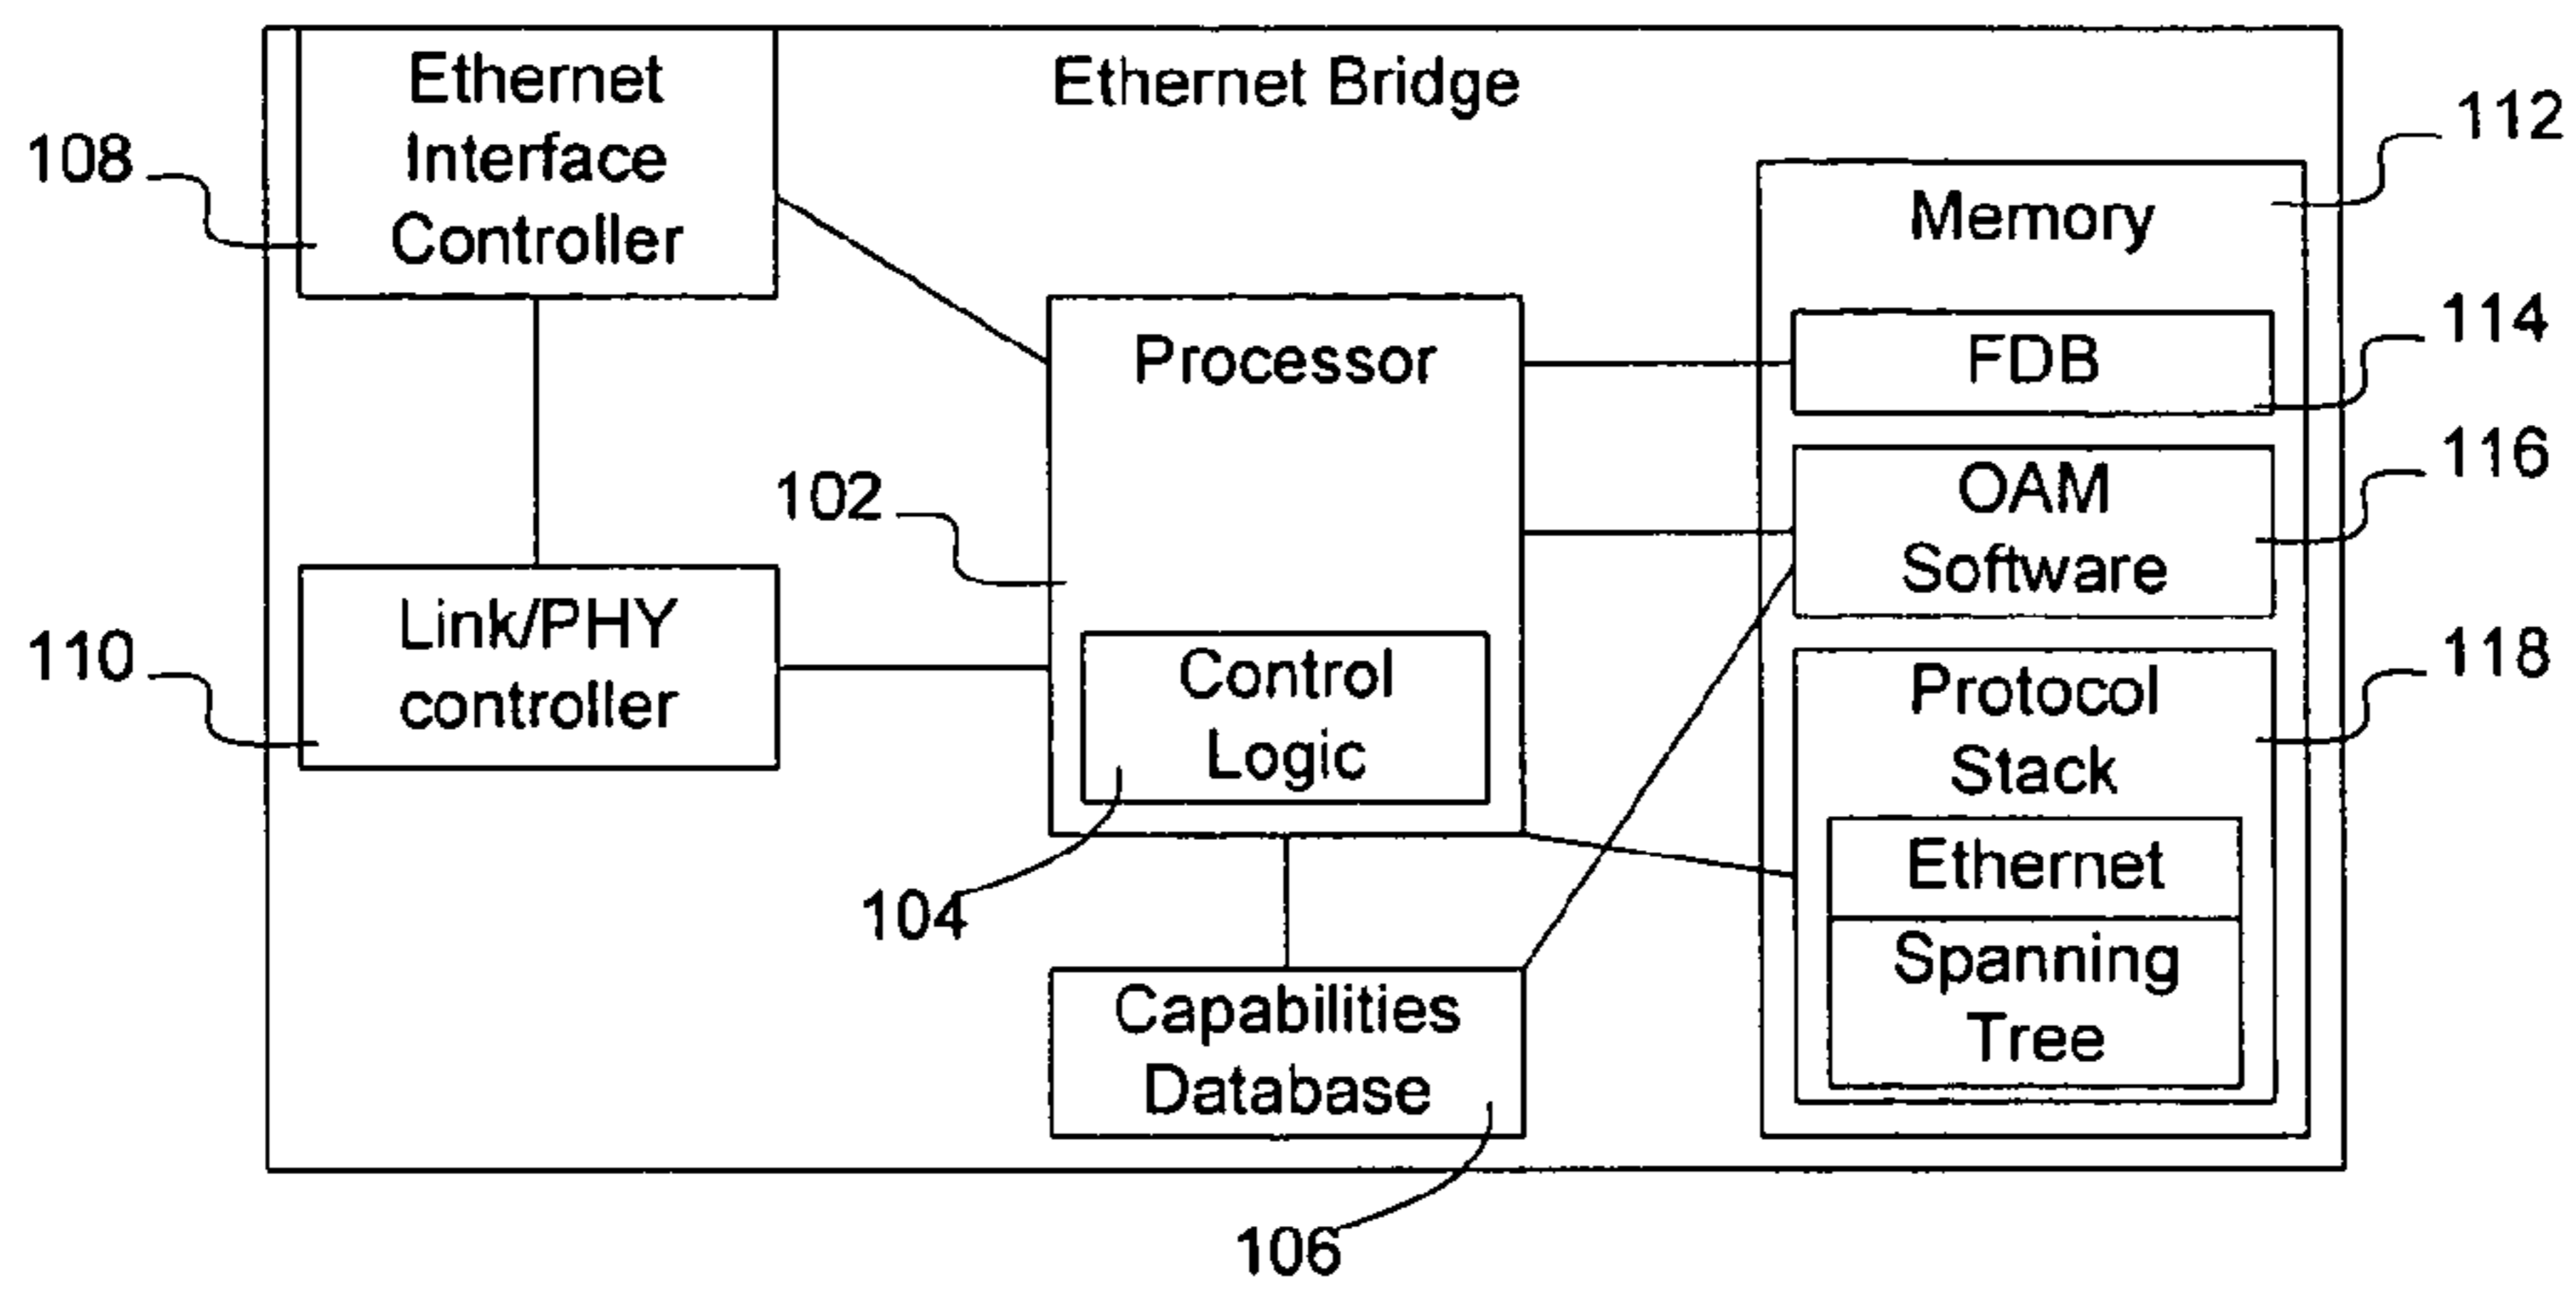 Ethernet
Interface
Controller
108
Ethernet Bridge
112
Memory
114
FDB
Processor
116
OAM
Software
102
Link/PHY
controller
110
Control
Logic
118
Protocol
Stack
Ethernet
Spanning
Tree
104
Capabilities
Database
106